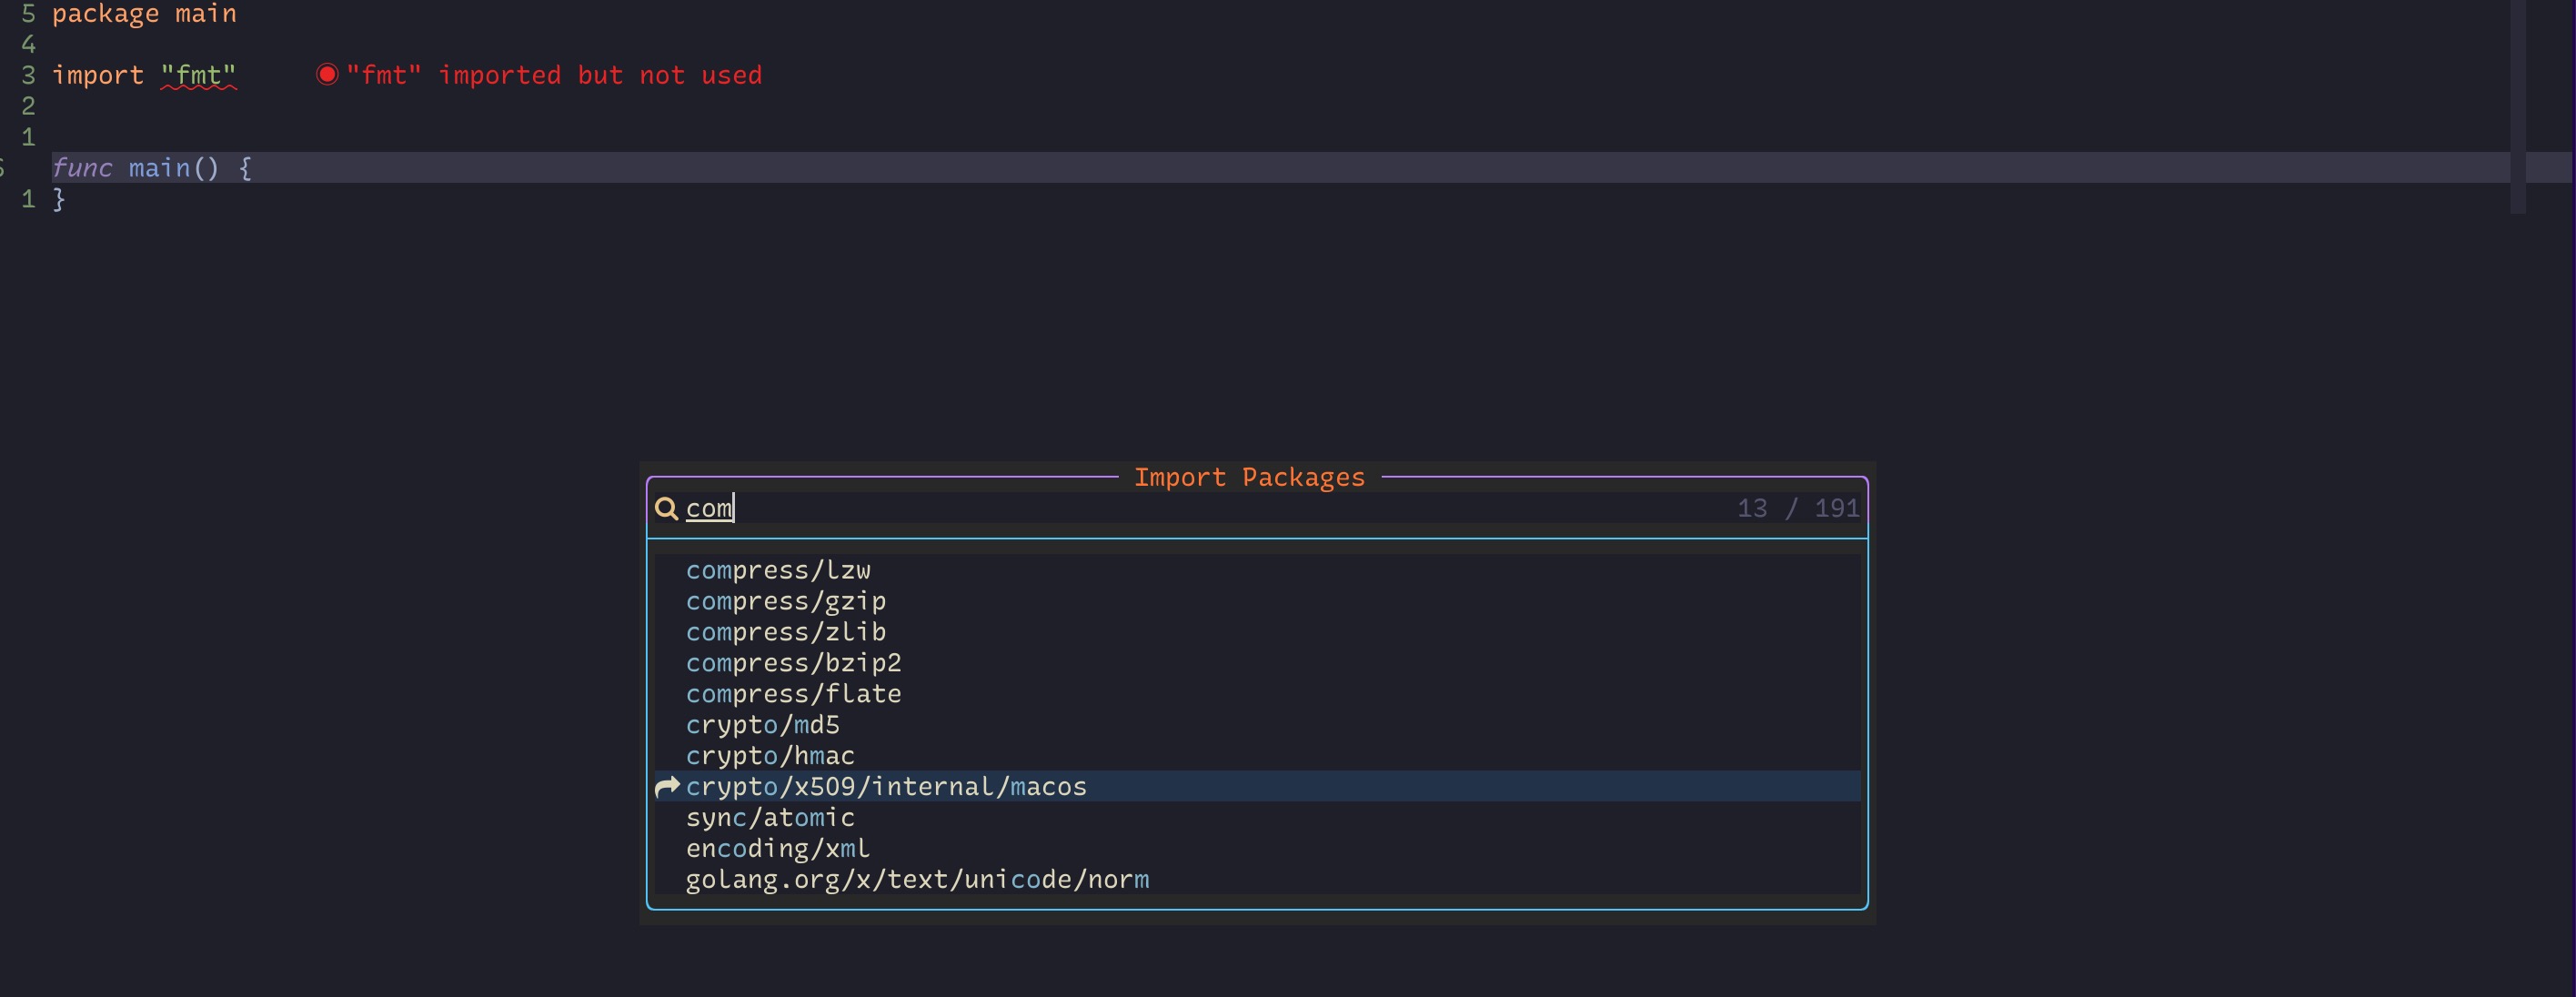 5 package main
4
3 import "fmt" "fmt" imported but not used
2
1
func main() {
1 }
Import Packages
com 13 / 191
compress/lzw
compress/gzip
compress/zlib
compress/bzip2
compress/flate
crypto/md5
crypto/hmac
crypto/x509/internal/macos
sync/atomic
encoding/xml
golang.org/x/text/unicode/norm